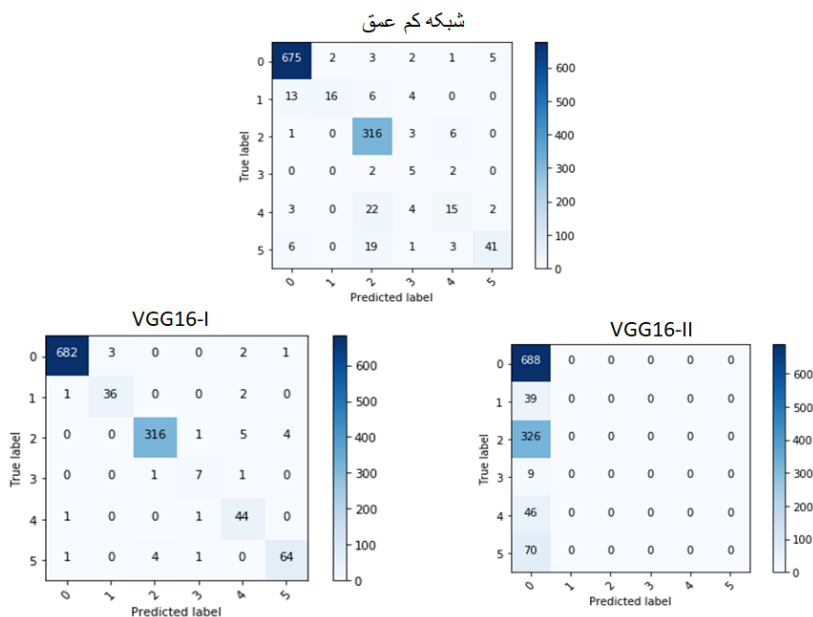 شبکه کم عمق
0 675 2 3 2 1 5
1 13 16 6 4 0 0
2 1 0 316 3 6 0
3 0 0 2 5 2 0
4 3 0 22 4 15 2
5 6 0 19 1 3 41
0 1 2 3 4 5
True label
Predicted label
600
500
400
300
200
100
0
VGG16-I
0 682 3 0 0 2 1
1 1 36 0 0 2 0
2 0 0 316 1 5 4
3 0 0 1 7 1 0
4 1 0 0 1 44 0
5 1 0 4 1 0 64
0 1 2 3 4 5
True label
Predicted label
600
500
400
300
200
100
0
VGG16-II
0 688 0 0 0 0 0
1 39 0 0 0 0 0
2 326 0 0 0 0 0
3 9 0 0 0 0 0
4 46 0 0 0 0 0
5 70 0 0 0 0 0
0 1 2 3 4 5
True label
Predicted label
600
500
400
300
200
100
0